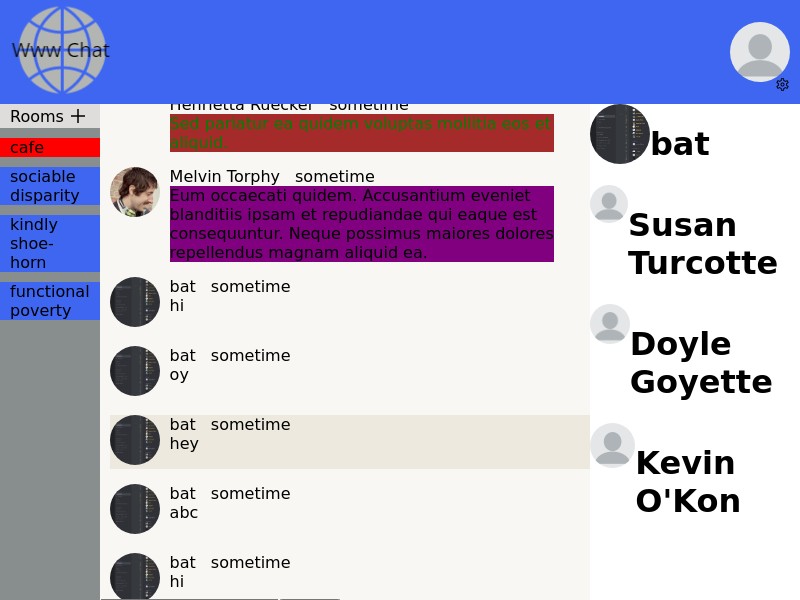 Www Chat
Rooms +
cafe
sociable
disparity
kindly
shoe-
horn
functional
poverty
Henrietta Ruecker sometime
Sed pariatur ea quidem voluptas mollitia eos et
aliquid.
Melvin Torphy sometime
Eum occaecati quidem. Accusantium eveniet
blanditiis ipsam et repudiandae qui eaque est
consequuntur. Neque possimus maiores dolores
repellendus magnam aliquid ea.
bat sometime
hi
bat sometime
oy
bat sometime
hey
bat sometime
abc
bat sometime
hi
bat
Susan
Turcotte
Doyle
Goyette
Kevin
O'Kon